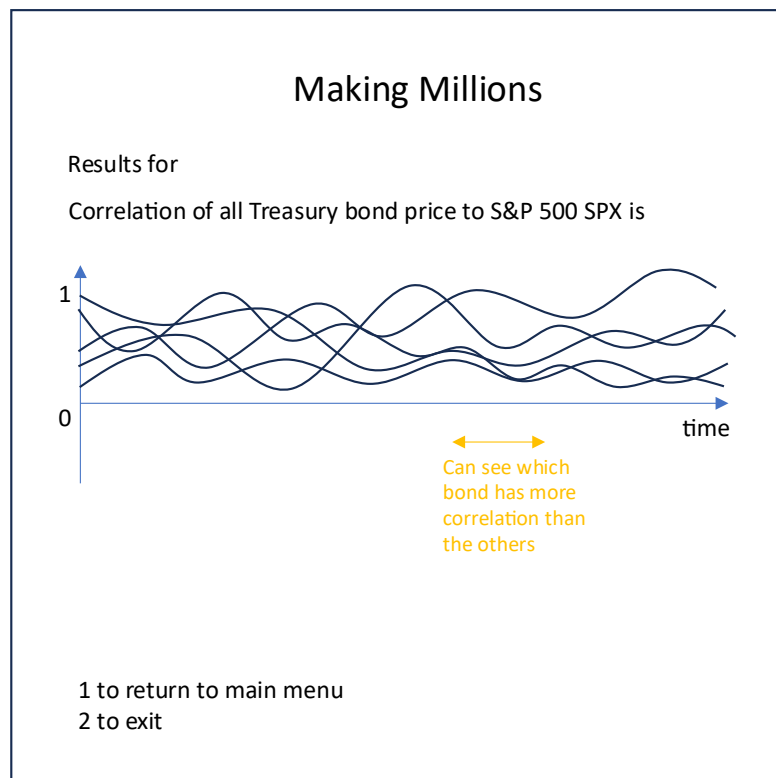 Making Millions
Results for
Correlation of all Treasury bond price to S&P 500 SPX is
1
0
time
Can see which
bond has more
correlation than
the others
1 to return to main menu
2 to exit